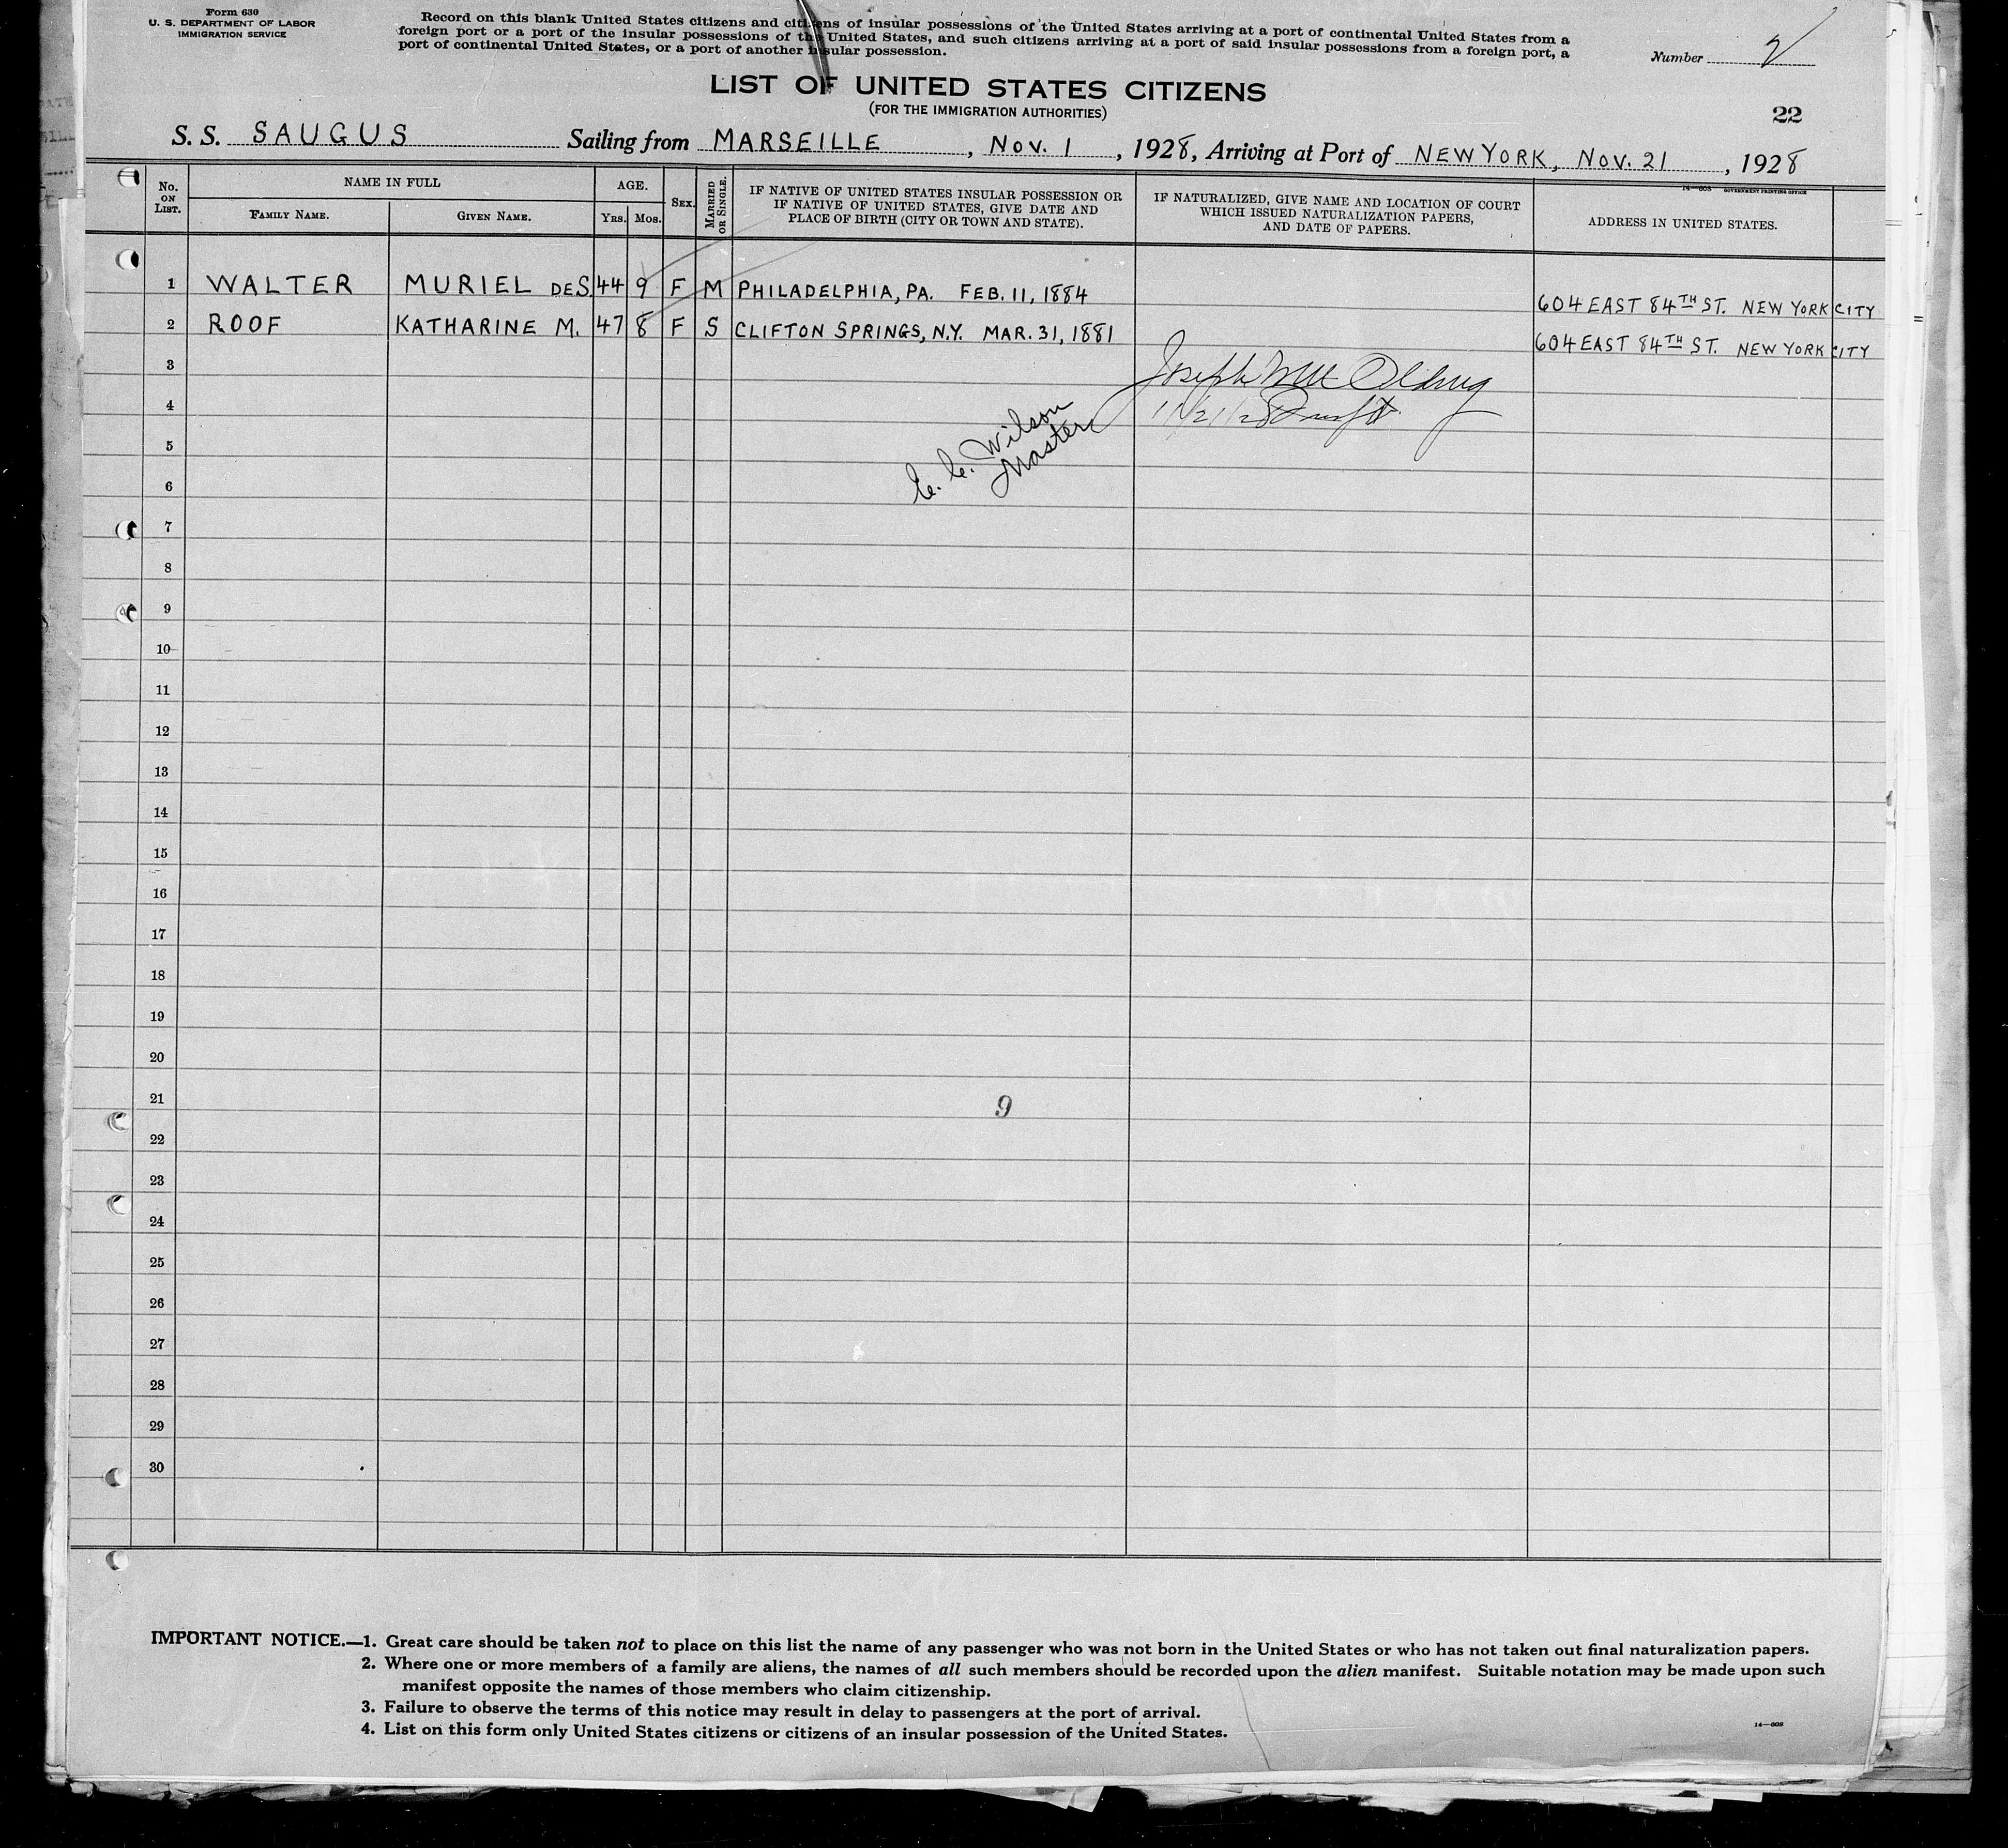 Form 630
U. S. DEPARTMENT OF LABOR
IMMIGRATION SERVICE
Record on this blank United States citizens and citizens of insular possessions of the United States arriving at a port of continental United States from a
foreign port or a port of the insular possessions of the United States, and such citizens arriving at a port of said insular possessions from a foreign port, a
port of continental United States, or a port of another insular possession.
Number 2
LIST OF UNITED STATES CITIZENS
(FOR THE IMMIGRATION AUTHORITIES)
22
S. S. SAUGUS Sailing from MARSEILLE, NOV. 1, 1928, Arriving at Port of NEW YORK, NOV. 21, 1928
14—608 GOVERNMENT PRINTING OFFICE
No. ON LIST.
NAME IN FULL
FAMILY NAME.
GIVEN NAME.
AGE.
YRS. MOS.
SEX.
MARRIED OR SINGLE.
IF NATIVE OF UNITED STATES INSULAR POSSESSION OR
IF NATIVE OF UNITED STATES, GIVE DATE AND
PLACE OF BIRTH (CITY OR TOWN AND STATE).
IF NATURALIZED, GIVE NAME AND LOCATION OF COURT
WHICH ISSUED NATURALIZATION PAPERS,
AND DATE OF PAPERS.
ADDRESS IN UNITED STATES.
1 WALTER MURIEL DES. 44 9 F M PHILADELPHIA, PA. FEB. 11, 1884 604 EAST 84TH ST. NEW YORK CITY
2 ROOF KATHARINE M. 47 8 F S CLIFTON SPRINGS, N.Y. MAR. 31, 1881 604 EAST 84TH ST. NEW YORK CITY
3
Joseph
4
11/21/28
5
C. C. Wilson
Master
6
7
8
9
10
11
12
13
14
15
16
17
18
19
20
21
9
22
23
24
25
26
27
28
29
30
IMPORTANT NOTICE.—1. Great care should be taken not to place on this list the name of any passenger who was not born in the United States or who has not taken out final naturalization papers.
2. Where one or more members of a family are aliens, the names of all such members should be recorded upon the alien manifest. Suitable notation may be made upon such
manifest opposite the names of those members who claim citizenship.
3. Failure to observe the terms of this notice may result in delay to passengers at the port of arrival.
4. List on this form only United States citizens or citizens of an insular possession of the United States.
14—608